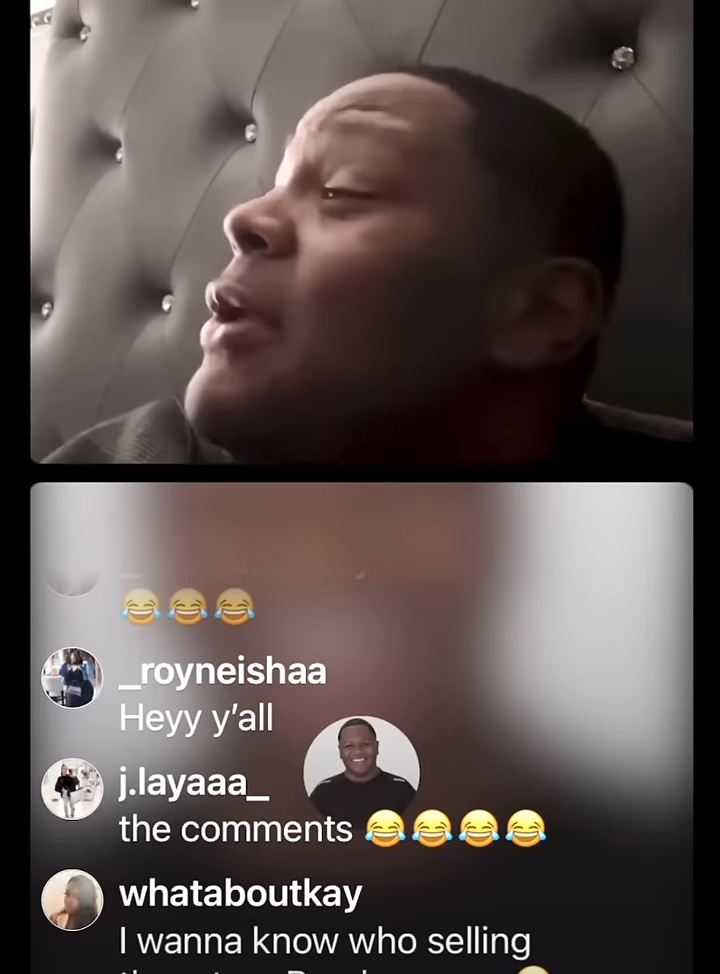 😂😂😂
_royneishaa
Heyy y’all
j.layaaa_
the comments 😂😂😂😂
whataboutkay
I wanna know who selling